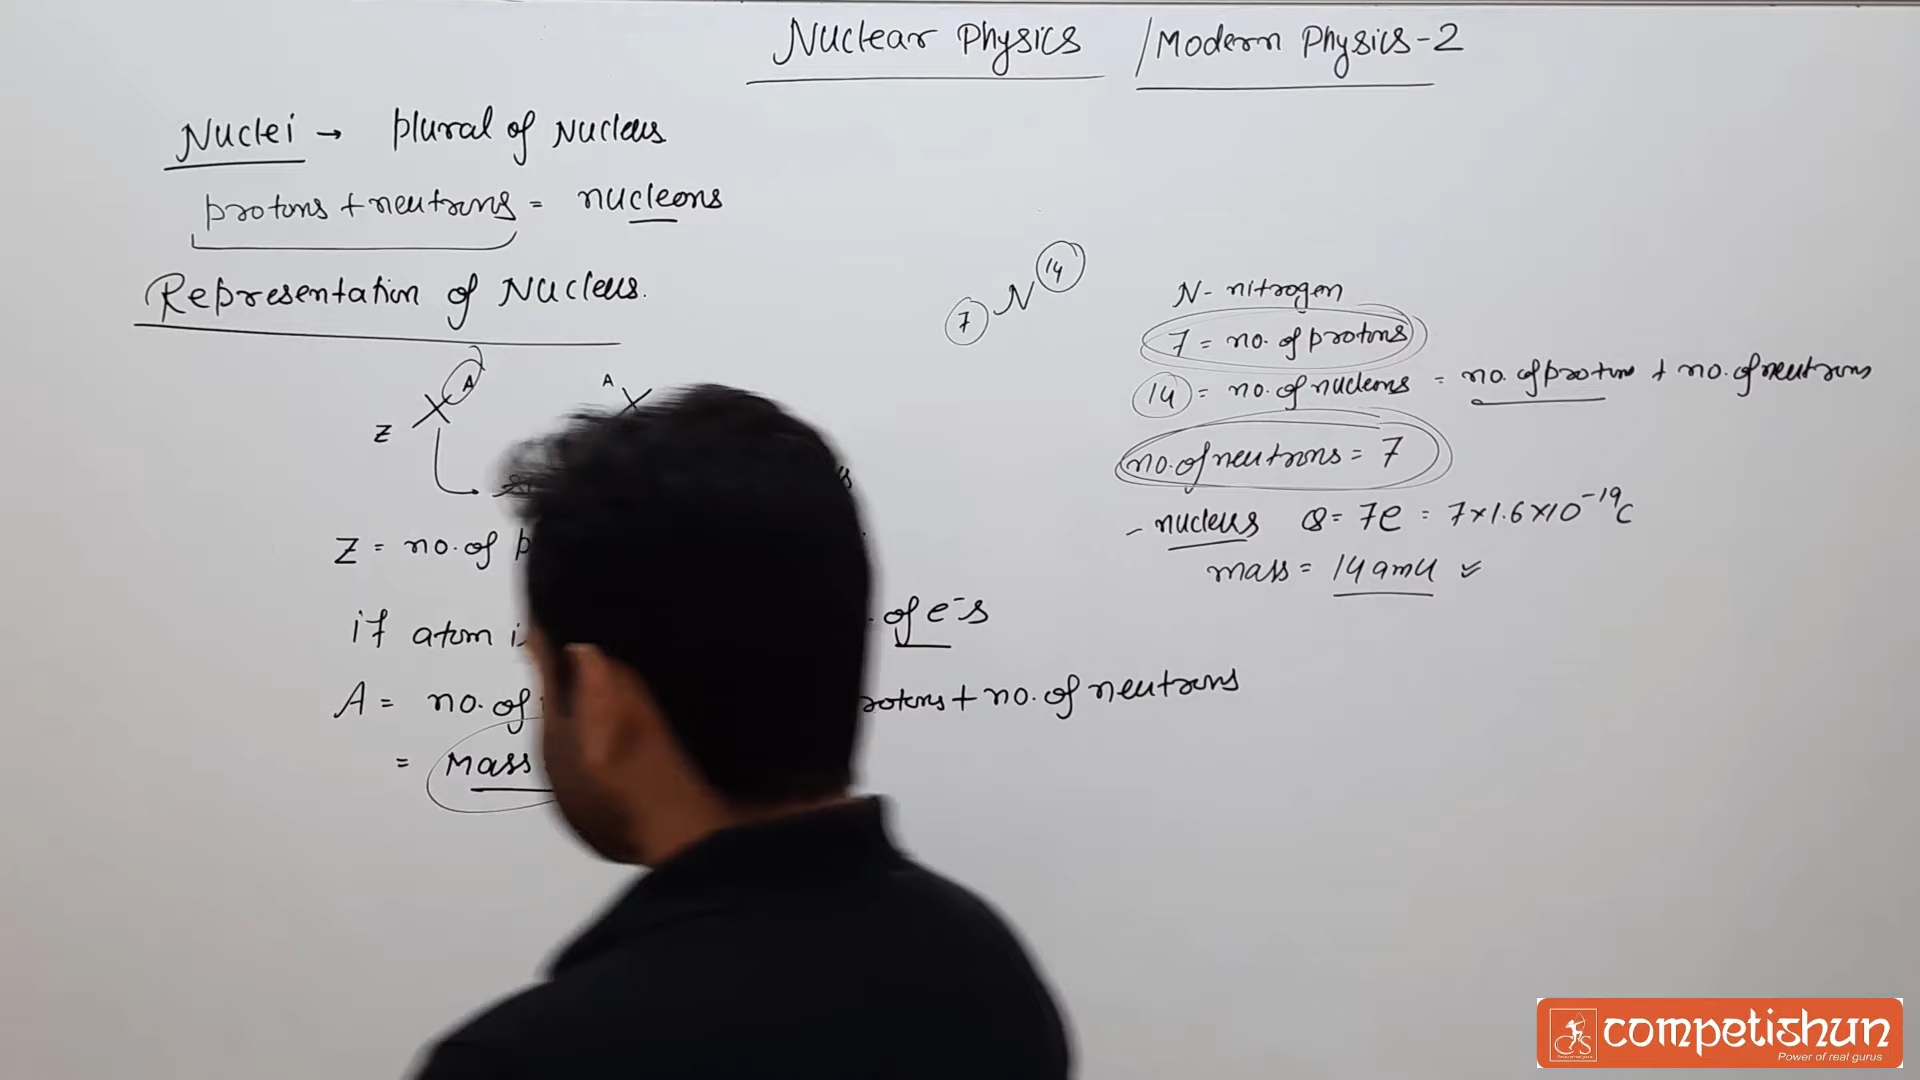 Nuclear Physics / Modern Physics-2
Nuclei → plural of Nucleus
protons + neutrons = nucleons
Representation of Nucleus.
A
X
Z
A
X
Z = no. of p
if atom i
. of e⁻s
A = no. of
rotons + no. of neutrons
= Mass
7 N 14
N - nitrogen
7 = no. of protons
14 = no. of nucleons = no. of protons + no. of neutrons
no. of neutrons = 7
- nucleus Q = 7e = 7×1.6×10⁻¹⁹C
mass = 14 amu
competishun
Power of real gurus